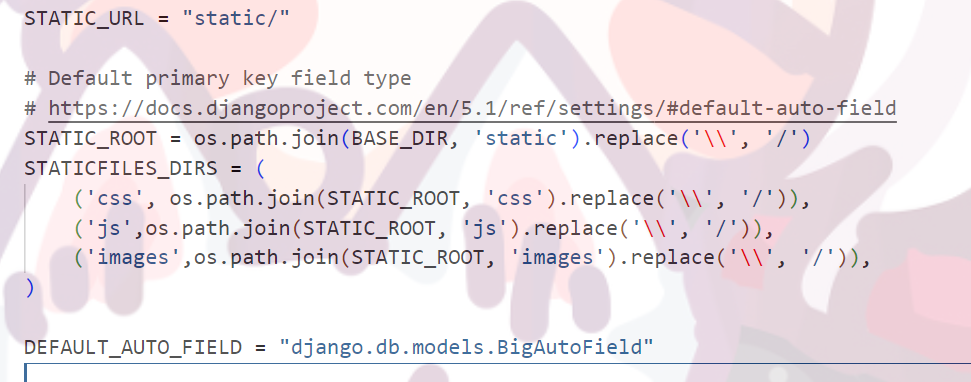 STATIC_URL = "static/"
# Default primary key field type
# https://docs.djangoproject.com/en/5.1/ref/settings/#default-auto-field
STATIC_ROOT = os.path.join(BASE_DIR, 'static').replace('\\', '/')
STATICFILES_DIRS = (
    ('css', os.path.join(STATIC_ROOT, 'css').replace('\\', '/')),
    ('js',os.path.join(STATIC_ROOT, 'js').replace('\\', '/')),
    ('images',os.path.join(STATIC_ROOT, 'images').replace('\\', '/')),
)
DEFAULT_AUTO_FIELD = "django.db.models.BigAutoField"